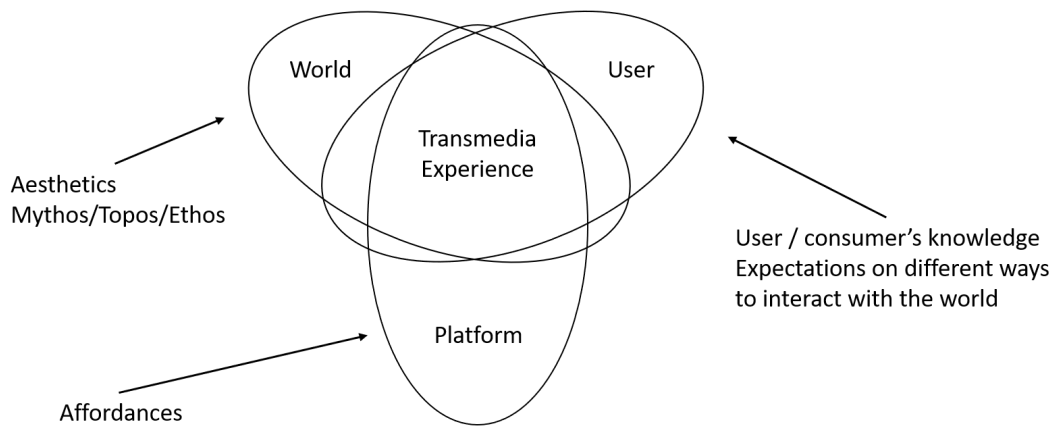 World
User
Transmedia
Experience
Aesthetics
Mythos/Topos/Ethos
User / consumer’s knowledge
Expectations on different ways
to interact with the world
Platform
Affordances